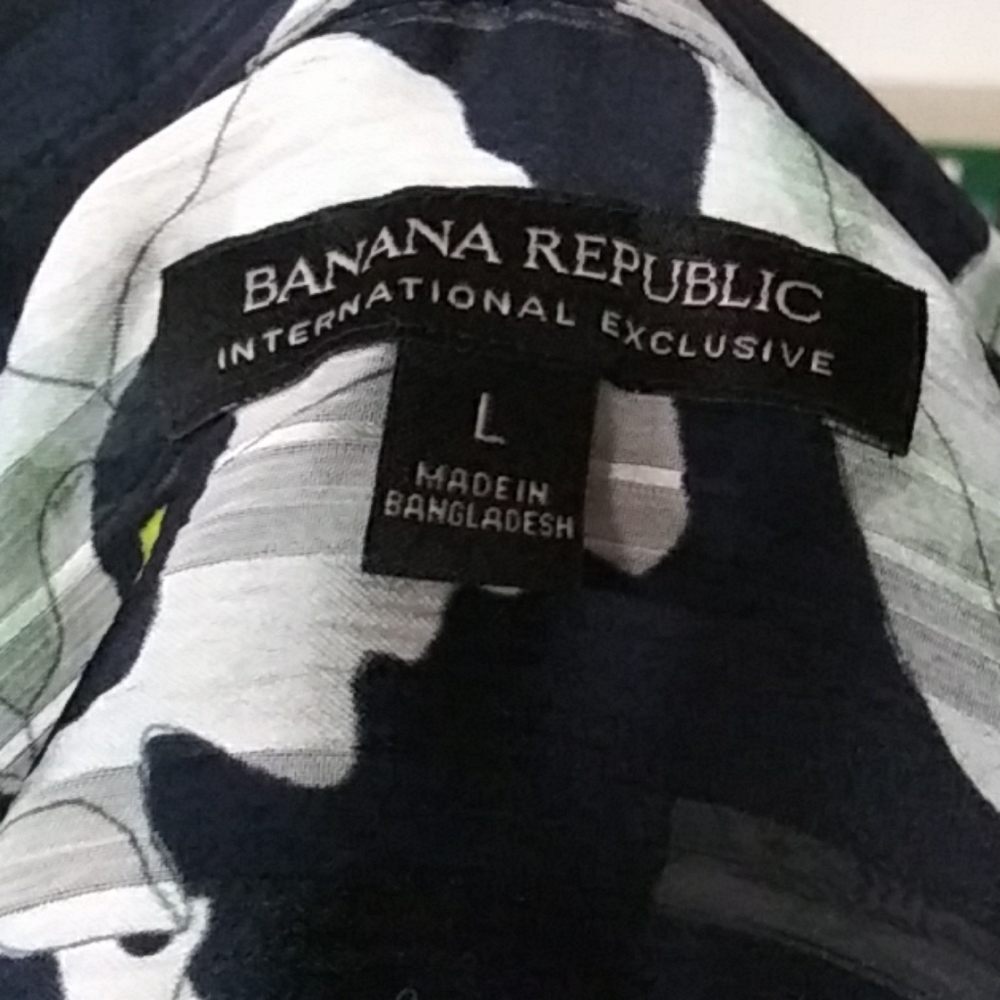 BANANA REPUBLIC
INTERNATIONAL EXCLUSIVE
L
MADE IN
BANGLADESH